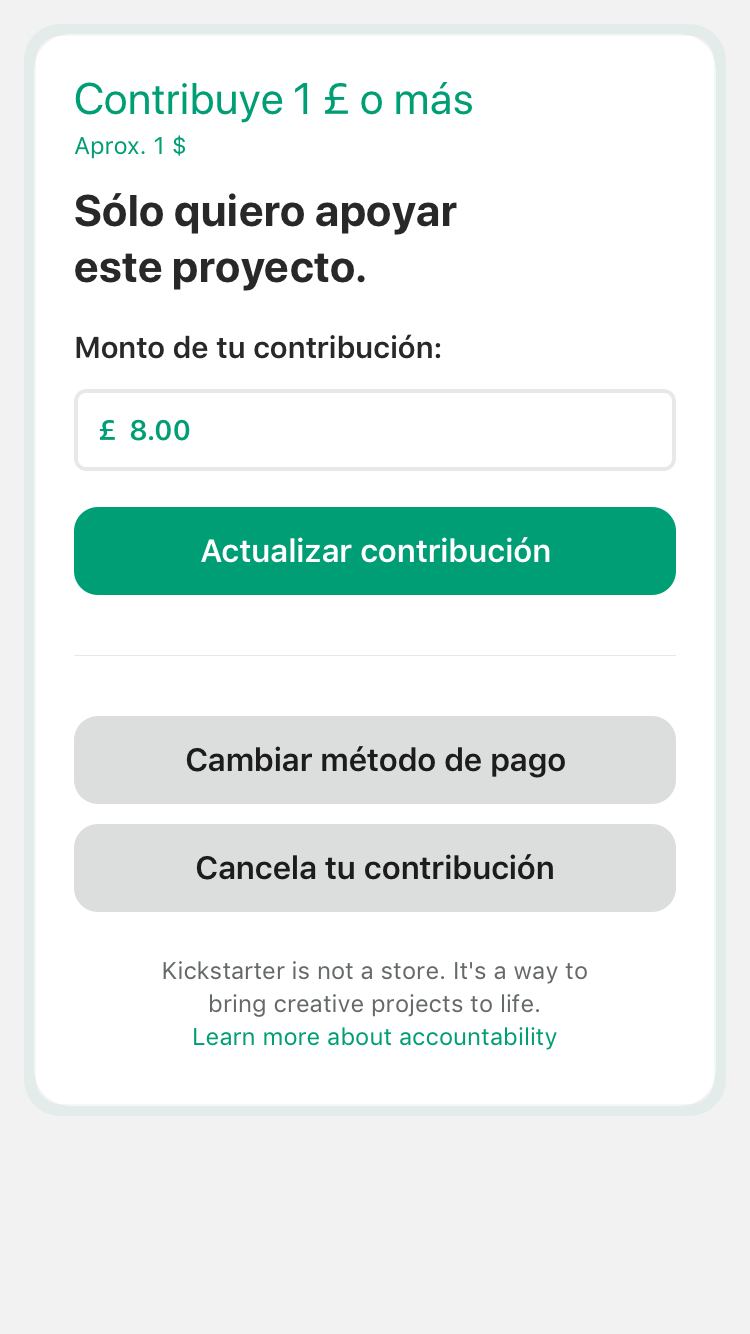 Contribuye 1 £ o más
Aprox. 1 $
Sólo quiero apoyar
este proyecto.
Monto de tu contribución:
£ 8.00
Actualizar contribución
Cambiar método de pago
Cancela tu contribución
Kickstarter is not a store. It's a way to
bring creative projects to life.
Learn more about accountability